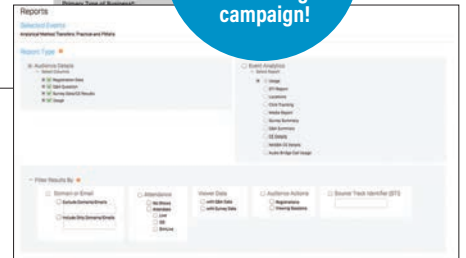 Primary Type of Business*:
campaign!
Reports
Selected Events
Analytical Method Transfers: Practical and Pitfalls
Report Type
Audience Details
Select Columns
Registration Data
Q&A Question
Survey Data/CE Results
Usage
Event Analytics
Select Report
Usage
STI Report
Locations
Click Tracking
Media Report
Survey Summary
Q&A Summary
CE Details
Audio Bridge Call Usage
Filter Results By
Domain or Email
Exclude Domains/Emails
Include Only Domains/Emails
Attendance
No Shows
Attendees
Live
OD
Simulive
Viewer Data
with Q&A Data
with Survey Data
Audience Actions
Registrations
Viewing Sessions
Source Track Identifier (STI)